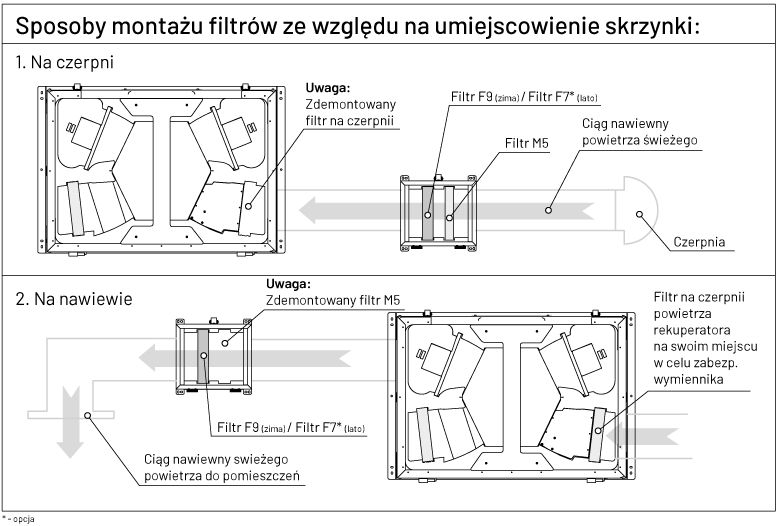 Sposoby montażu filtrów ze względu na umiejscowienie skrzynki:
1. Na czerpni
Uwaga:
Zdemontowany
filtr na czerpnii
Filtr F9 (zima) / Filtr F7* (lato)
Filtr M5
Ciąg nawiewny
powietrza świeżego
Czerpnia
2. Na nawiewie
Uwaga:
Zdemontowany filtr M5
Filtr na czerpnii
powietrza
rekuperatora
na swoim miejscu
w celu zabezp.
wymiennika
Filtr F9 (zima) / Filtr F7* (lato)
Ciąg nawiewny swieżego
powietrza do pomieszczeń
* - opcja